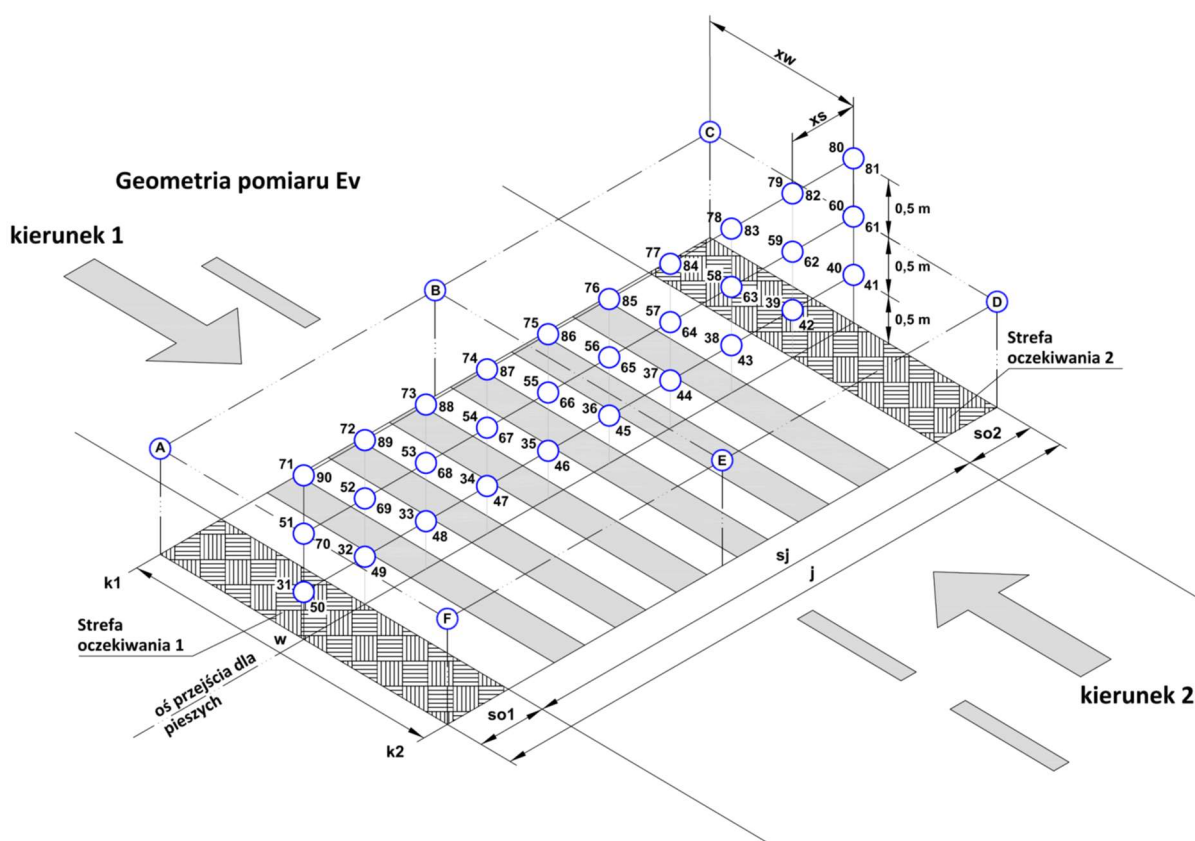 xw
xs
C
80
81
Geometria pomiaru Ev
79
82
0,5 m
kierunek 1
78
83
60
61
77
84
59
62
0,5 m
58
63
40
41
B
76
85
39
42
0,5 m
D
75
86
57
64
38
43
Strefa
oczekiwania 2
74
87
56
65
37
44
73
88
55
66
36
45
so2
A
72
89
54
67
35
46
E
71
90
53
68
34
47
52
69
33
48
sj
j
51
70
32
49
k1
31
50
F
Strefa
oczekiwania 1
w
oś przejścia dla
pieszych
so1
k2
kierunek 2